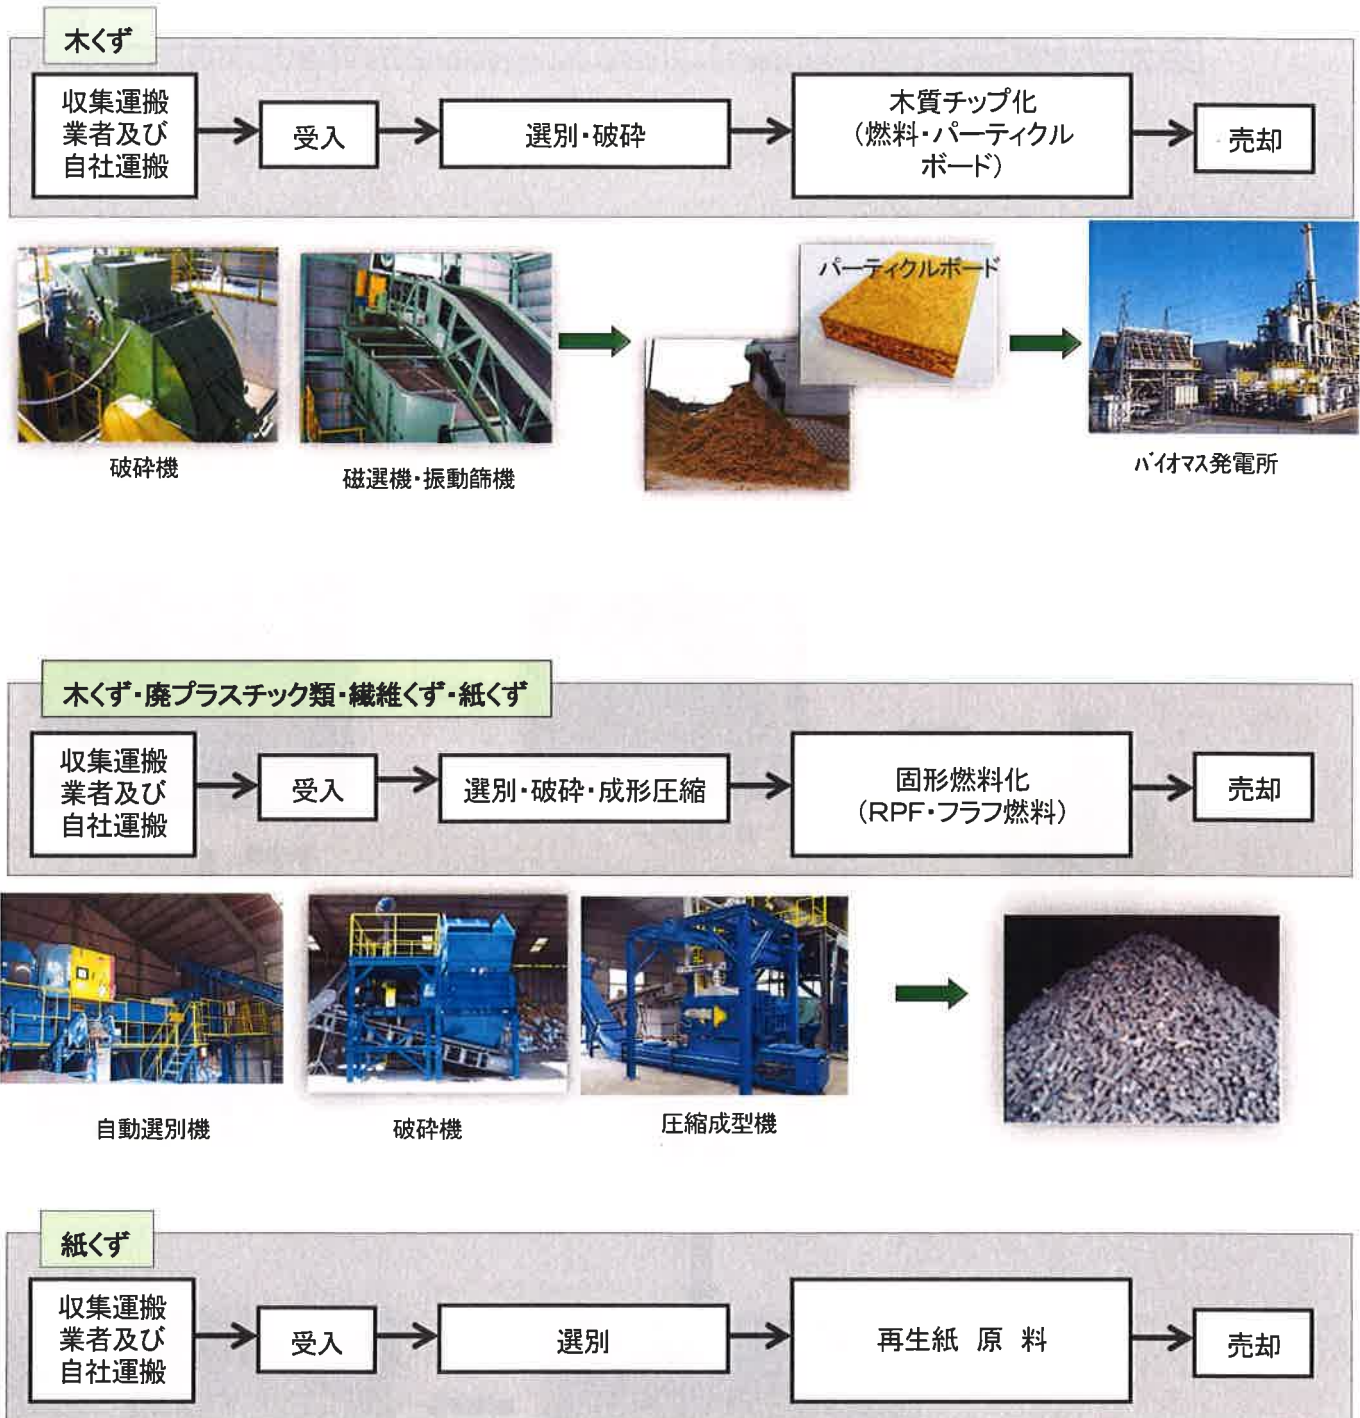 木くず
収集運搬
業者及び
自社運搬
受入
選別・破砕
木質チップ化
(燃料・パーティクル
ボード)
売却
パーティクルボード
破砕機
磁選機・振動篩機
バイオマス発電所
木くず・廃プラスチック類・繊維くず・紙くず
収集運搬
業者及び
自社運搬
受入
選別・破砕・成形圧縮
固形燃料化
(RPF・フラフ燃料)
売却
自動選別機
破砕機
圧縮成型機
紙くず
収集運搬
業者及び
自社運搬
受入
選別
再生紙 原 料
売却